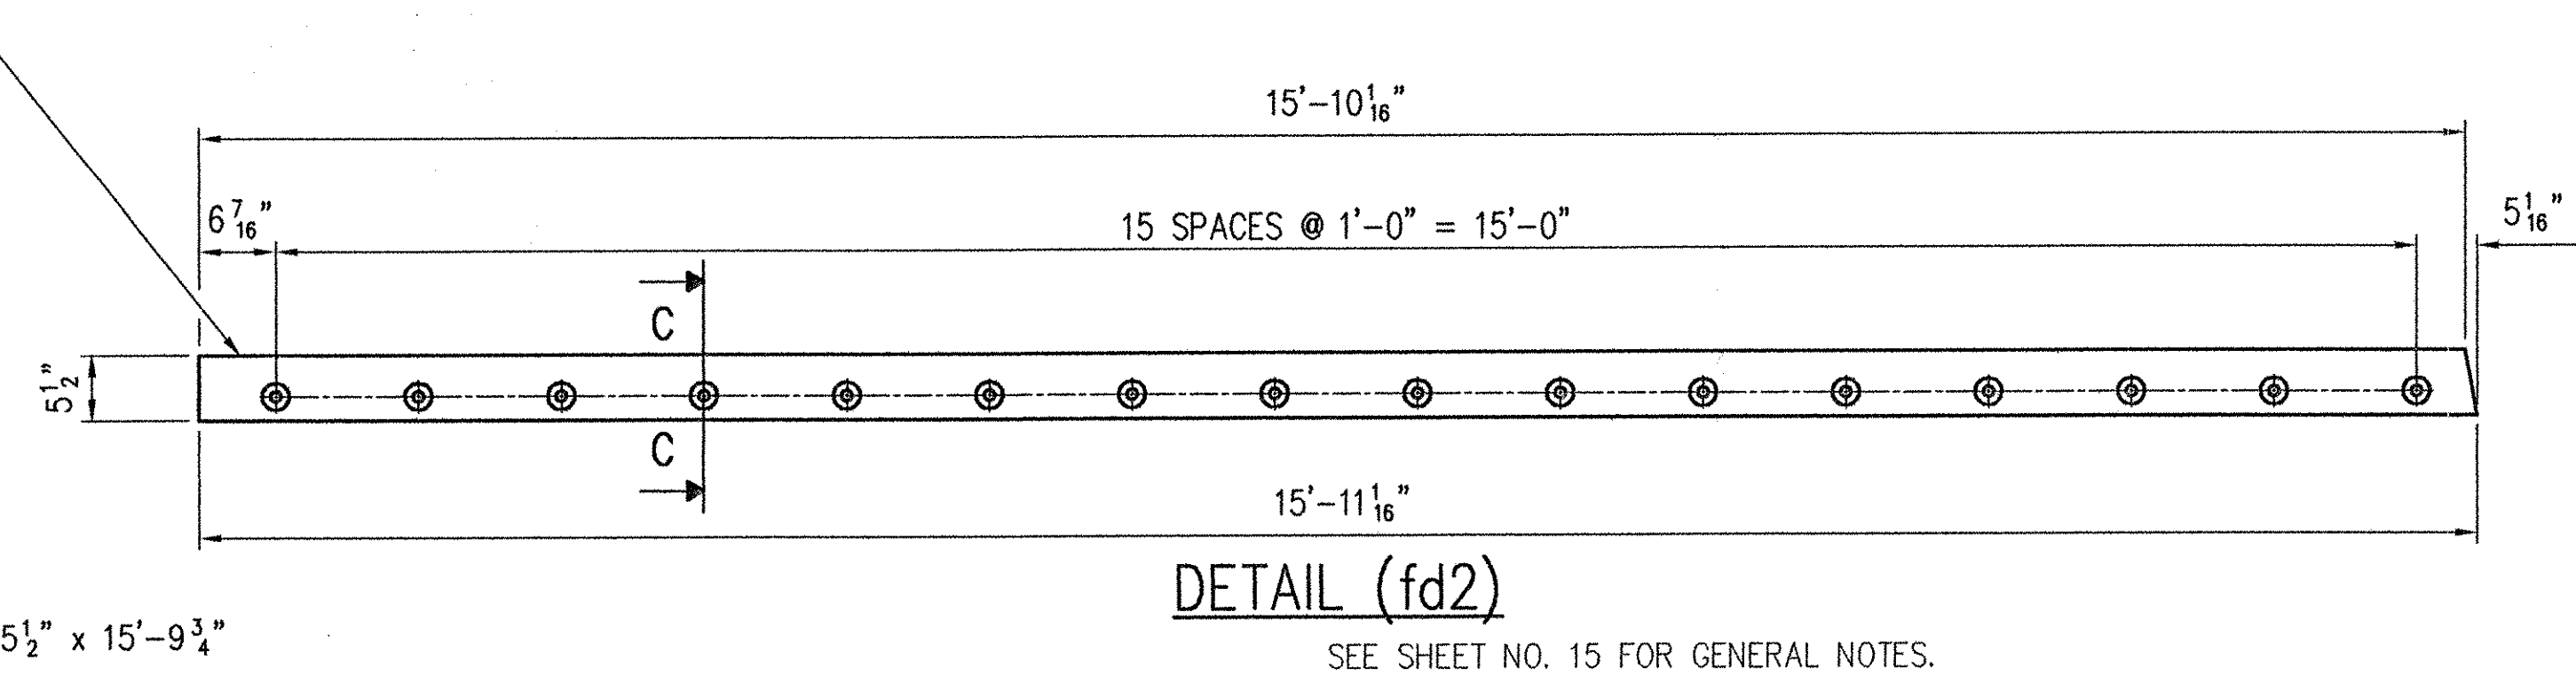 15'-10 1/16"
6 7/16"
15 SPACES @ 1'-0" = 15'-0"
5 1/16"
C
5 1/2"
C
15'-11 1/16"
DETAIL (fd2)
5 1/2" x 15'-9 3/4"
SEE SHEET NO. 15 FOR GENERAL NOTES.